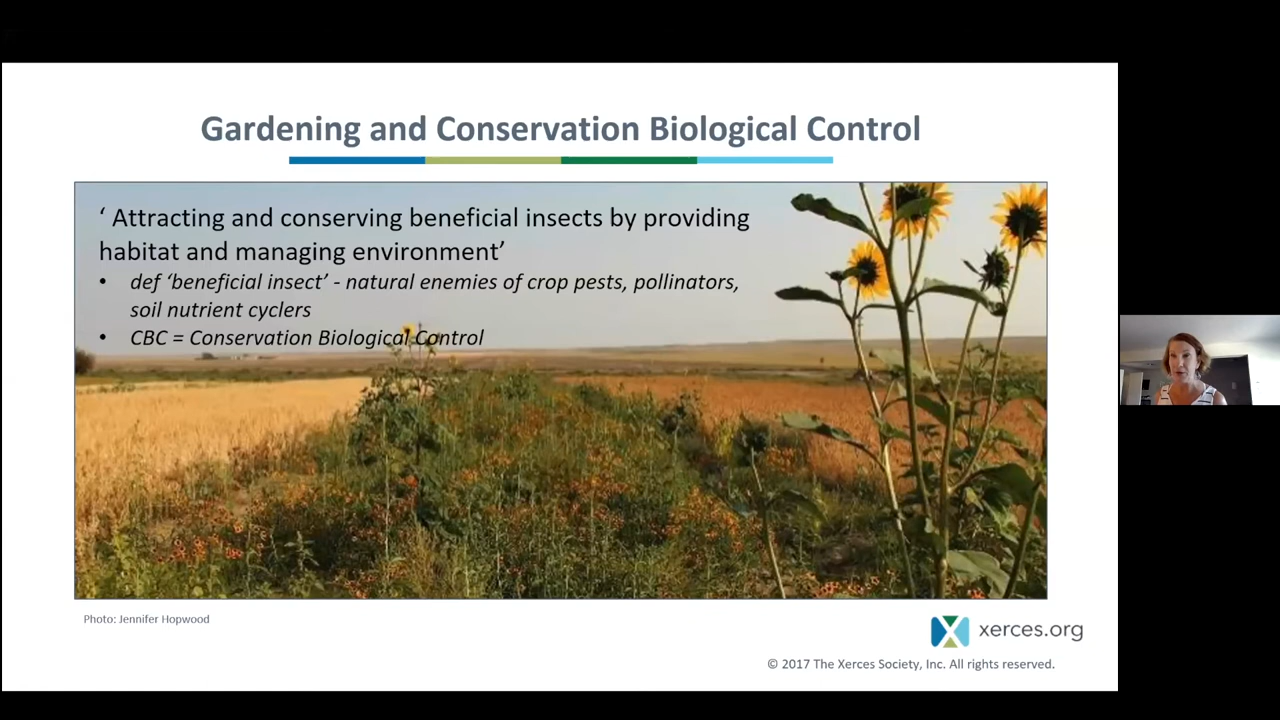 Gardening and Conservation Biological Control
‘ Attracting and conserving beneficial insects by providing
habitat and managing environment’
• def ‘beneficial insect’ - natural enemies of crop pests, pollinators,
soil nutrient cyclers
• CBC = Conservation Biological Control
Photo: Jennifer Hopwood
xerces.org
© 2017 The Xerces Society, Inc. All rights reserved.